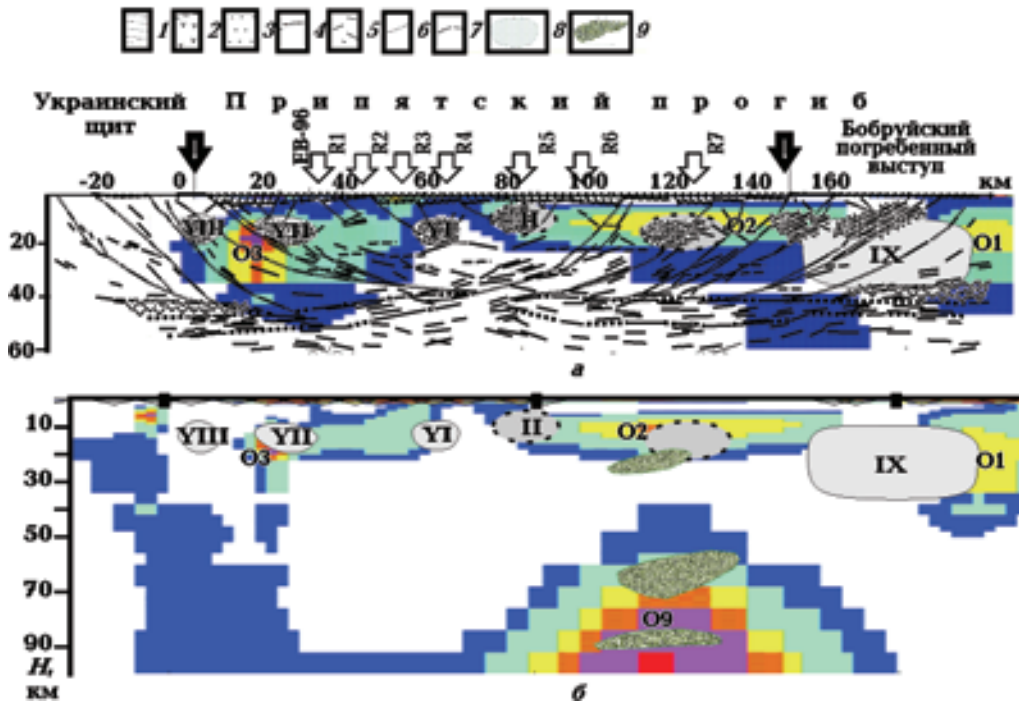 1 2 3 4 5 6 7 8 9
Украинский щит
Припятский прогиб
Бобруйский погребенный выступ
EB-96 R1 R2 R3 R4 R5 R6 R7
-20 0 20 40 60 80 100 120 140 160 км
YIII YII YI II O2 O1
O3 IX
20
40
60
а
10 YIII YII YI II O2
O3 IX O1
30
50
70
O9
90
H,
км
б